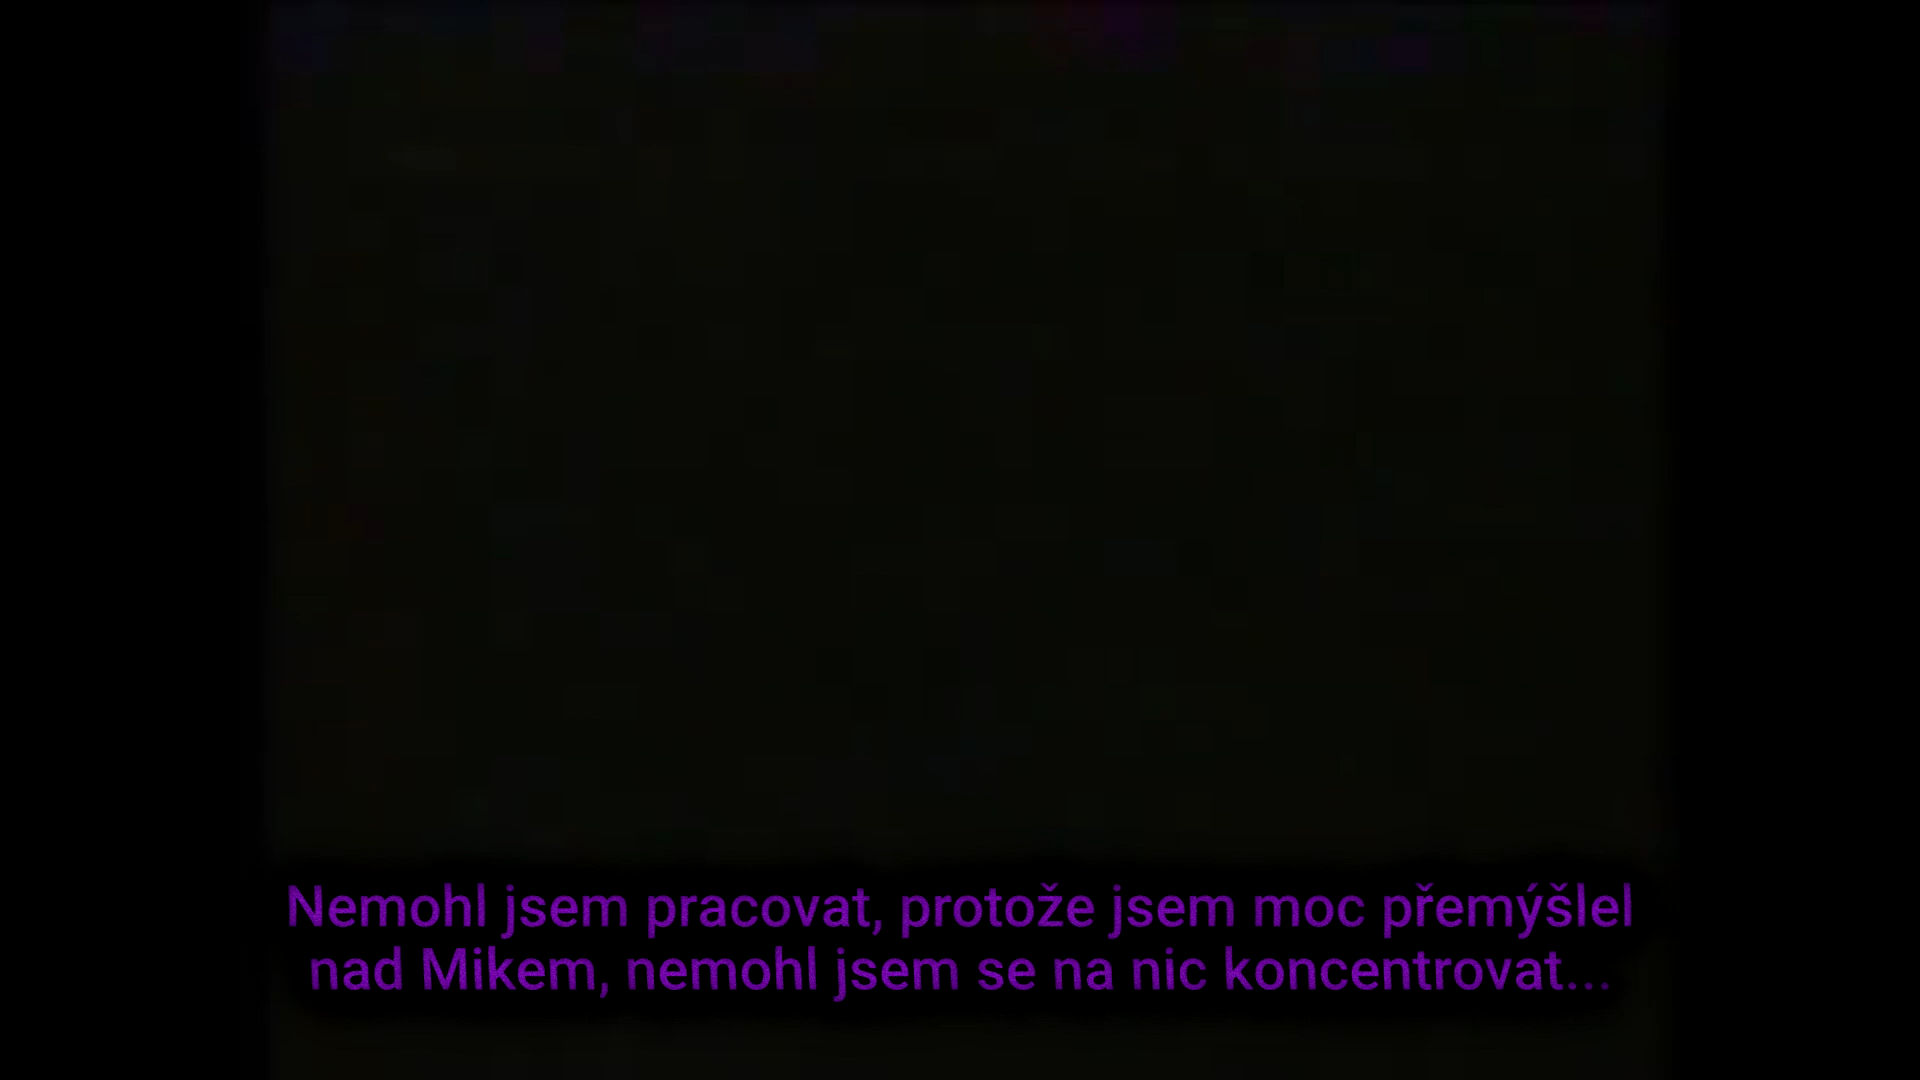 Nemohl jsem pracovat, protože jsem moc přemýšlel
nad Mikem, nemohl jsem se na nic koncentrovat...